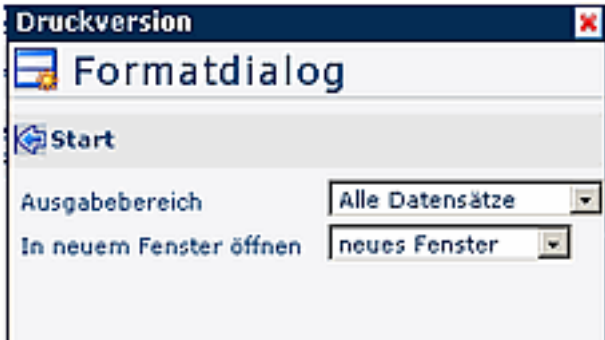 Druckversion
Formatdialog
Start
Ausgabebereich Alle Datensätze
In neuem Fenster öffnen neues Fenster